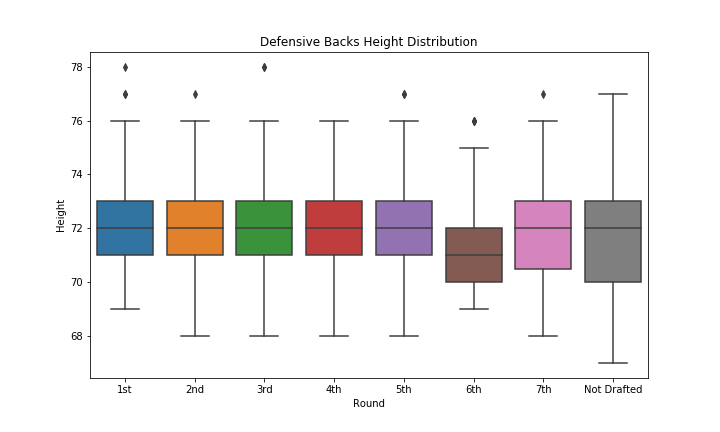 Defensive Backs Height Distribution
Height
78
76
74
72
70
68
1st 2nd 3rd 4th 5th 6th 7th Not Drafted
Round